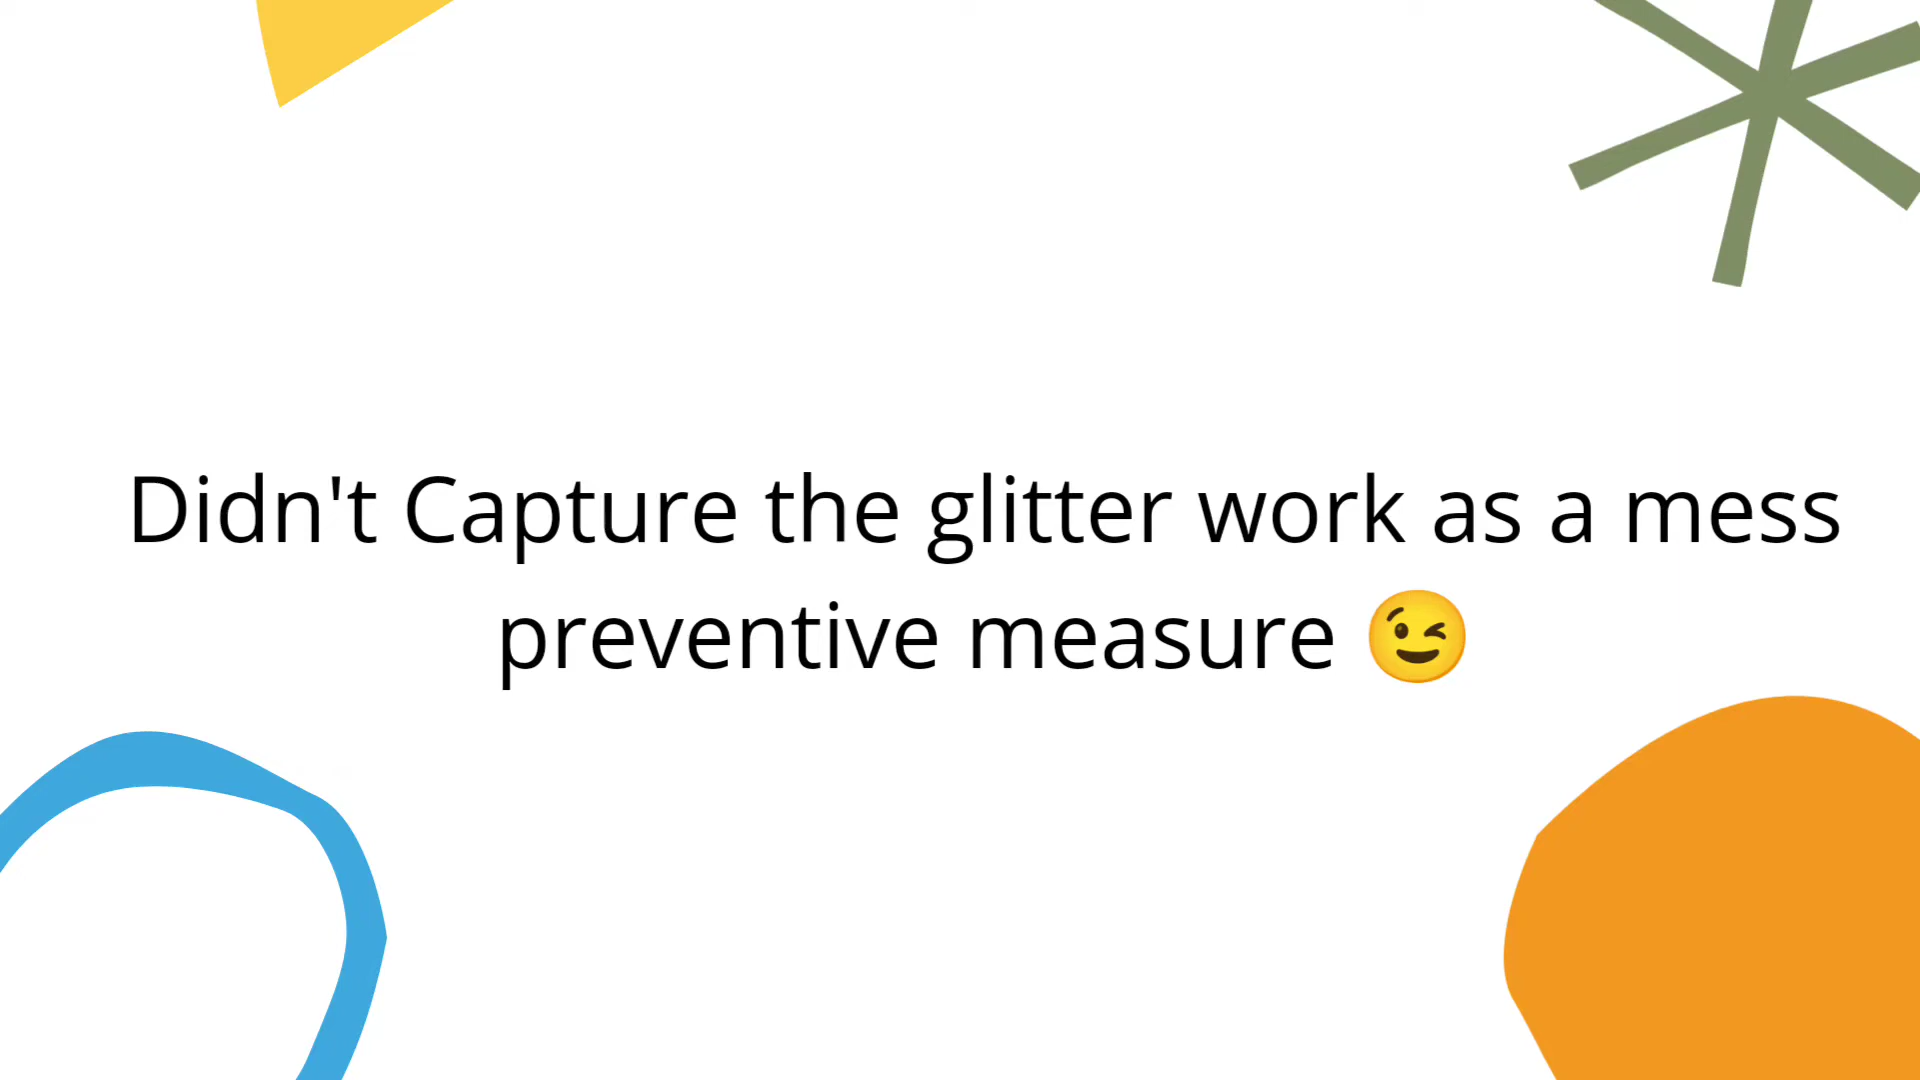 Didn't Capture the glitter work as a mess
preventive measure 😉